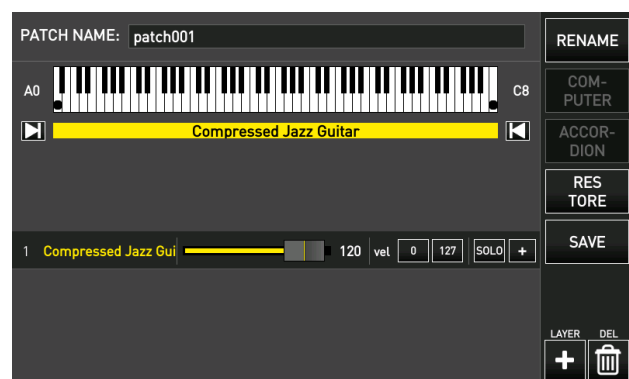 PATCH NAME: patch001
RENAME
A0
C8
COM-
PUTER
Compressed Jazz Guitar
ACCOR-
DION
RES
TORE
1 Compressed Jazz Gui 120 vel 0 127 SOLO +
SAVE
LAYER DEL
+